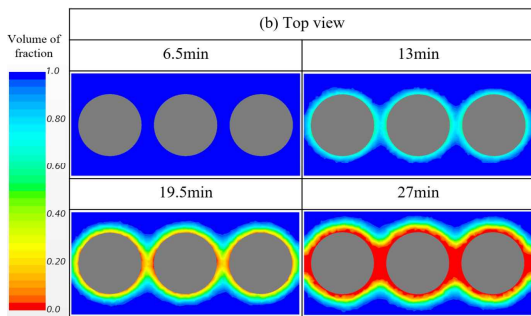 (b) Top view
Volume of
fraction
6.5min
13min
1.0
0.80
0.60
0.40
0.20
0.0
19.5min
27min